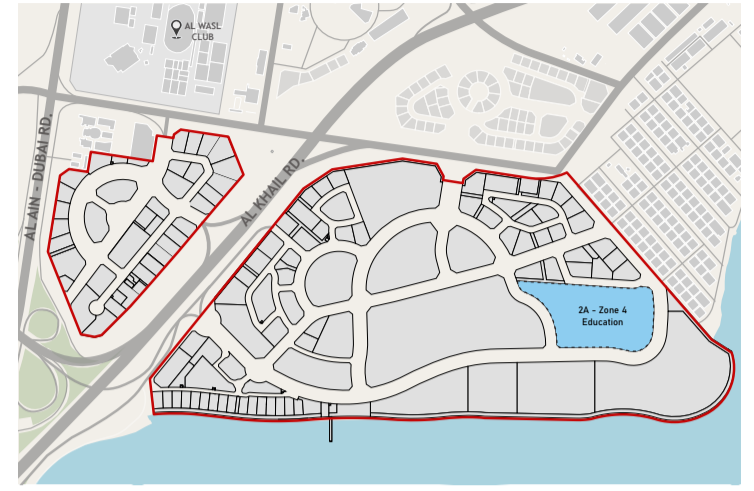 AL WASL
CLUB
AL AIN - DUBAI RD.
AL KHAIL RD.
2A - Zone 4
Education